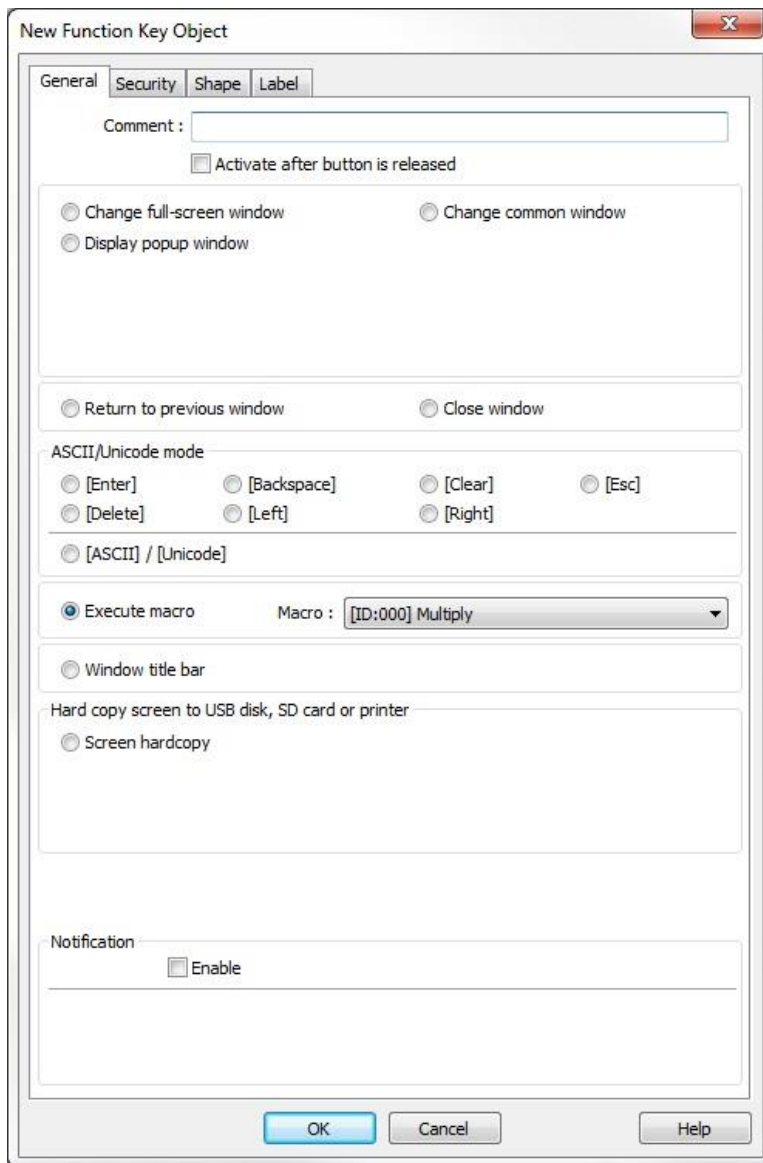 New Function Key Object
General Security Shape Label
Comment :
Activate after button is released
Change full-screen window Change common window
Display popup window
Return to previous window Close window
ASCII/Unicode mode
[Enter] [Backspace] [Clear] [Esc]
[Delete] [Left] [Right]
[ASCII] / [Unicode]
Execute macro Macro : [ID:000] Multiply
Window title bar
Hard copy screen to USB disk, SD card or printer
Screen hardcopy
Notification
Enable
OK Cancel Help